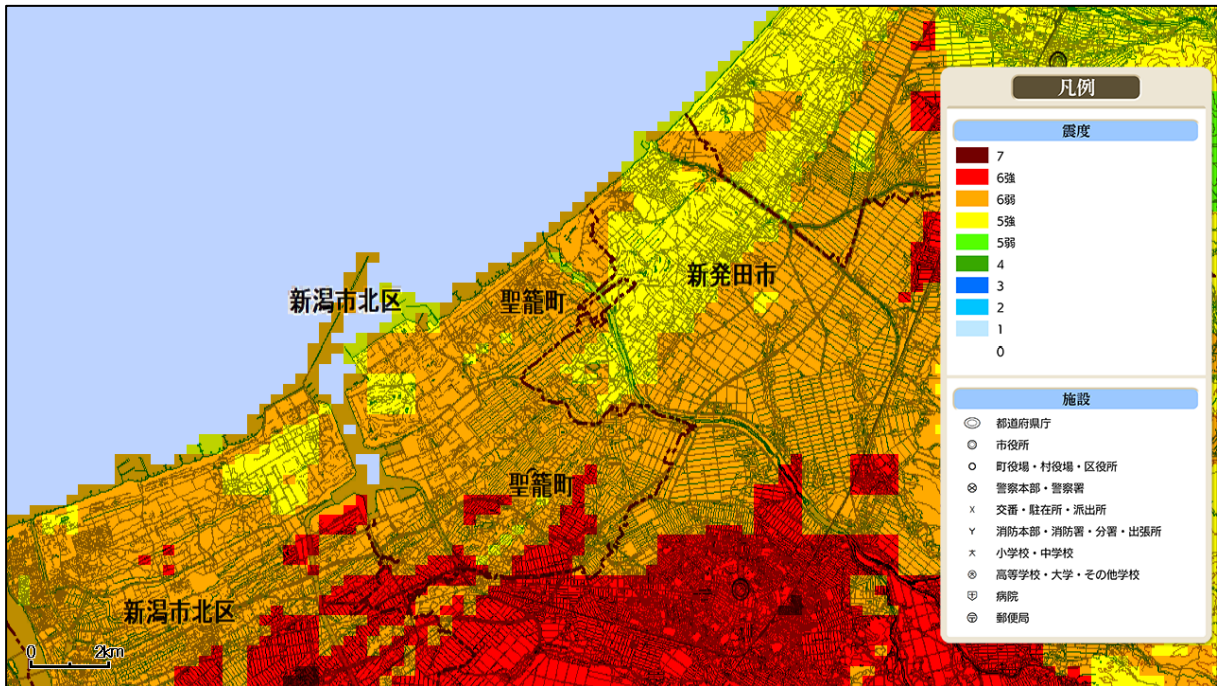 凡例
震度
7
6強
6弱
5強
5弱
4
3
2
1
0
施設
都道府県庁
市役所
町役場・村役場・区役所
警察本部・警察署
交番・駐在所・派出所
消防本部・消防署・分署・出張所
小学校・中学校
高等学校・大学・その他学校
病院
郵便局
新発田市
新潟市北区
聖籠町
聖籠町
新潟市北区
0 2km